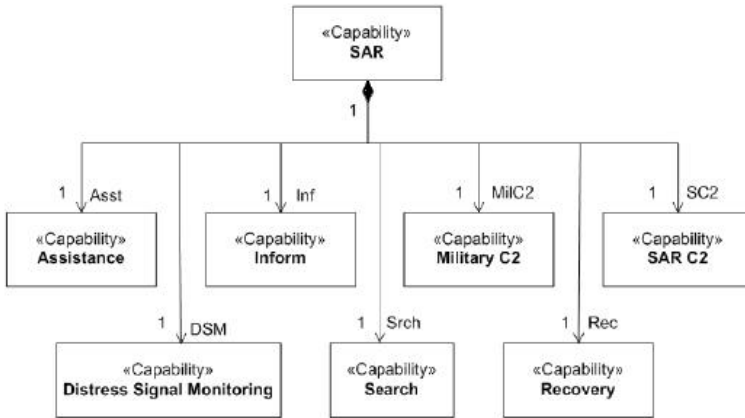 «Capability»
SAR
1
1 Asst
1 Inf
1 MilC2
1 SC2
«Capability»
Assistance
«Capability»
Inform
«Capability»
Military C2
«Capability»
SAR C2
1 DSM
1 Srch
1 Rec
«Capability»
Distress Signal Monitoring
«Capability»
Search
«Capability»
Recovery